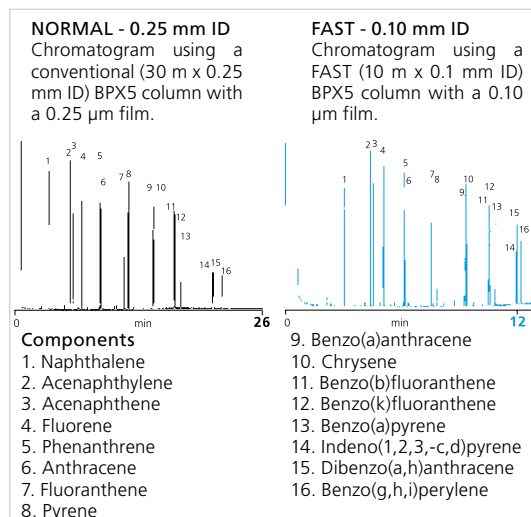 NORMAL - 0.25 mm ID
Chromatogram using a
conventional (30 m x 0.25
mm ID) BPX5 column with
a 0.25 µm film.
FAST - 0.10 mm ID
Chromatogram using a
FAST (10 m x 0.1 mm ID)
BPX5 column with a 0.10
µm film.
1
2
3
4
5
6
7
8
9 10
11
12
13
14 15
16
0
min
26
1
2 3
4
5
6
7
8
9
10
11
12
13
14
15
16
0
min
12
Components
1. Naphthalene
2. Acenaphthylene
3. Acenaphthene
4. Fluorene
5. Phenanthrene
6. Anthracene
7. Fluoranthene
8. Pyrene
9. Benzo(a)anthracene
10. Chrysene
11. Benzo(b)fluoranthene
12. Benzo(k)fluoranthene
13. Benzo(a)pyrene
14. Indeno(1,2,3,-c,d)pyrene
15. Dibenzo(a,h)anthracene
16. Benzo(g,h,i)perylene